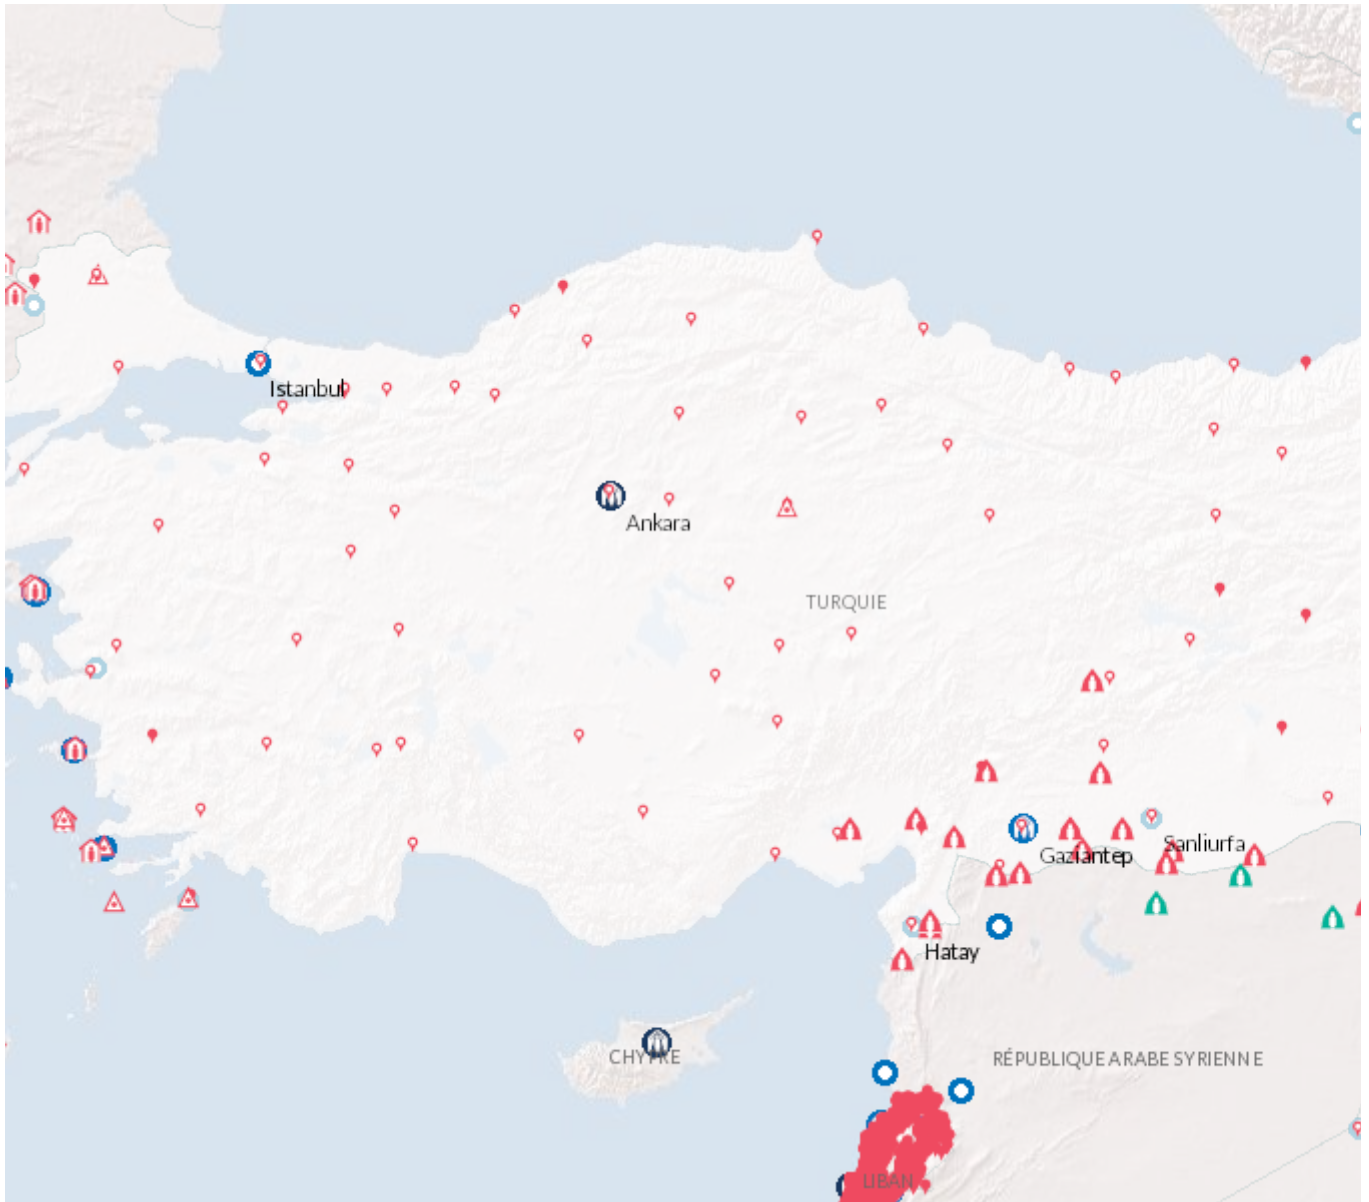 Istanbul
Ankara
TURQUIE
Sanliurfa
Gaziantep
Hatay
CHYPRE
RÉPUBLIQUE ARABE SYRIENNE
LIBAN